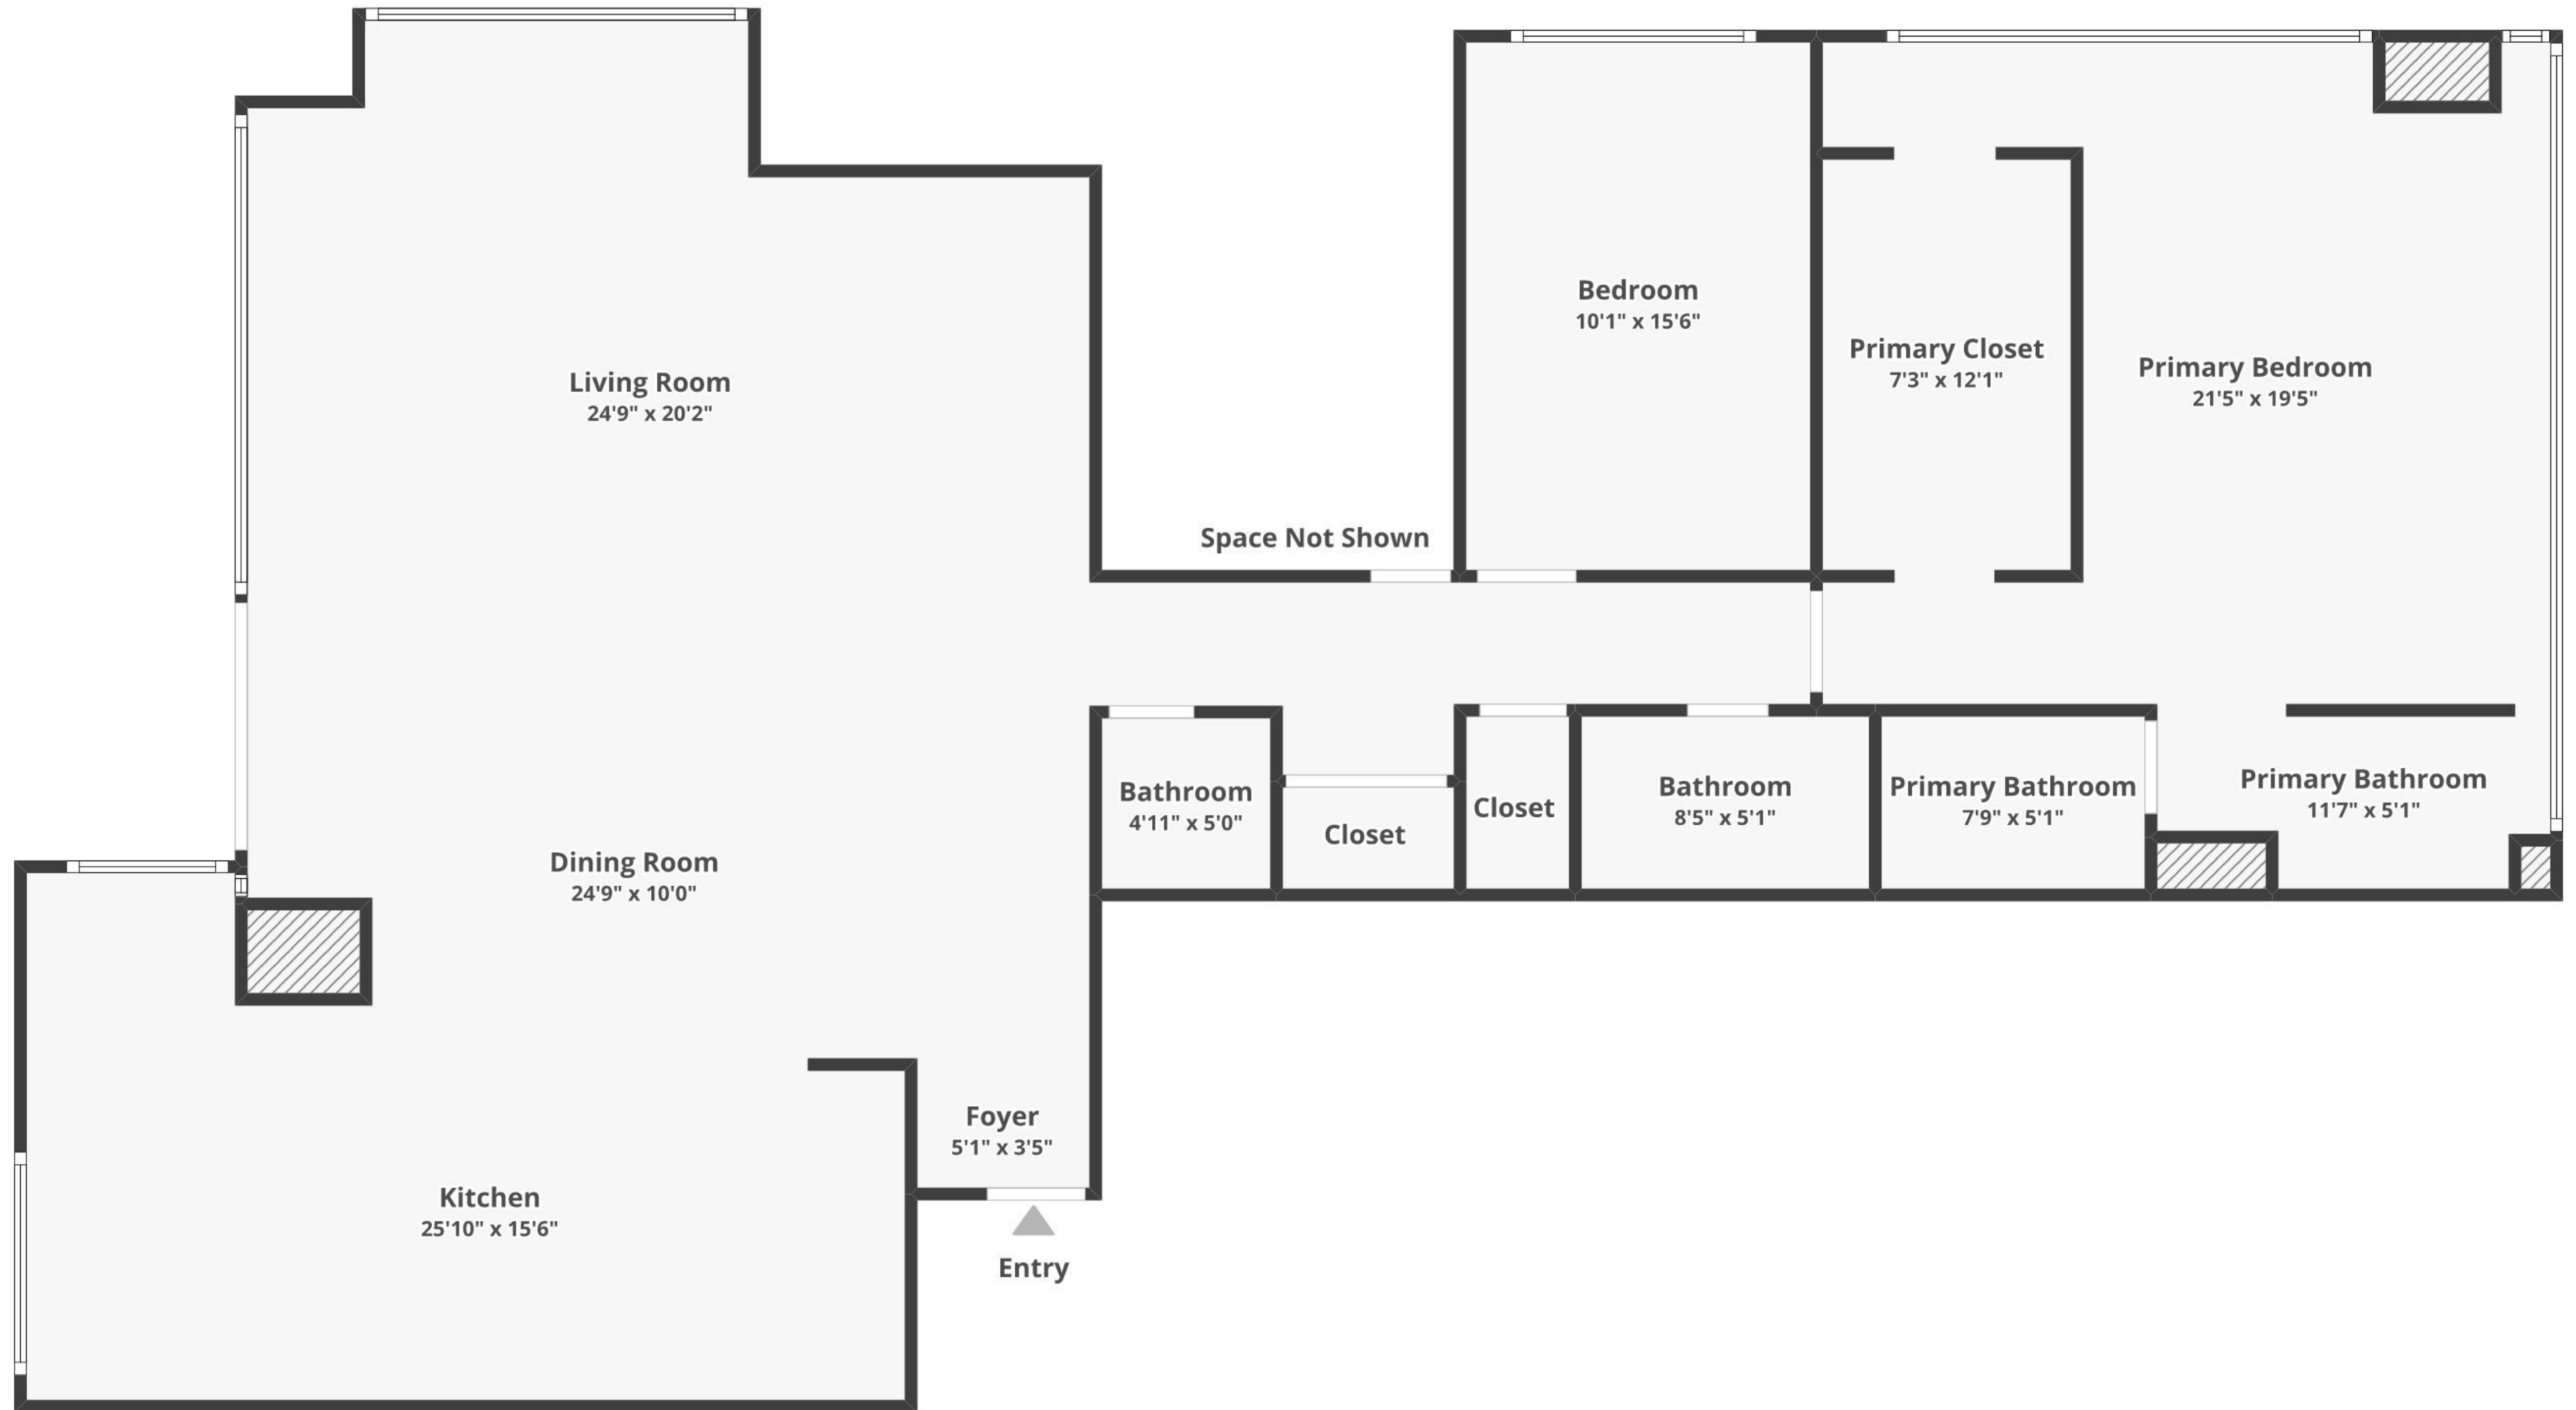 Bedroom
10'1" x 15'6"
Primary Closet
7'3" x 12'1"
Primary Bedroom
21'5" x 19'5"
Living Room
24'9" x 20'2"
Space Not Shown
Bathroom
4'11" x 5'0"
Closet
Closet
Bathroom
8'5" x 5'1"
Primary Bathroom
7'9" x 5'1"
Primary Bathroom
11'7" x 5'1"
Dining Room
24'9" x 10'0"
Foyer
5'1" x 3'5"
Kitchen
25'10" x 15'6"
Entry